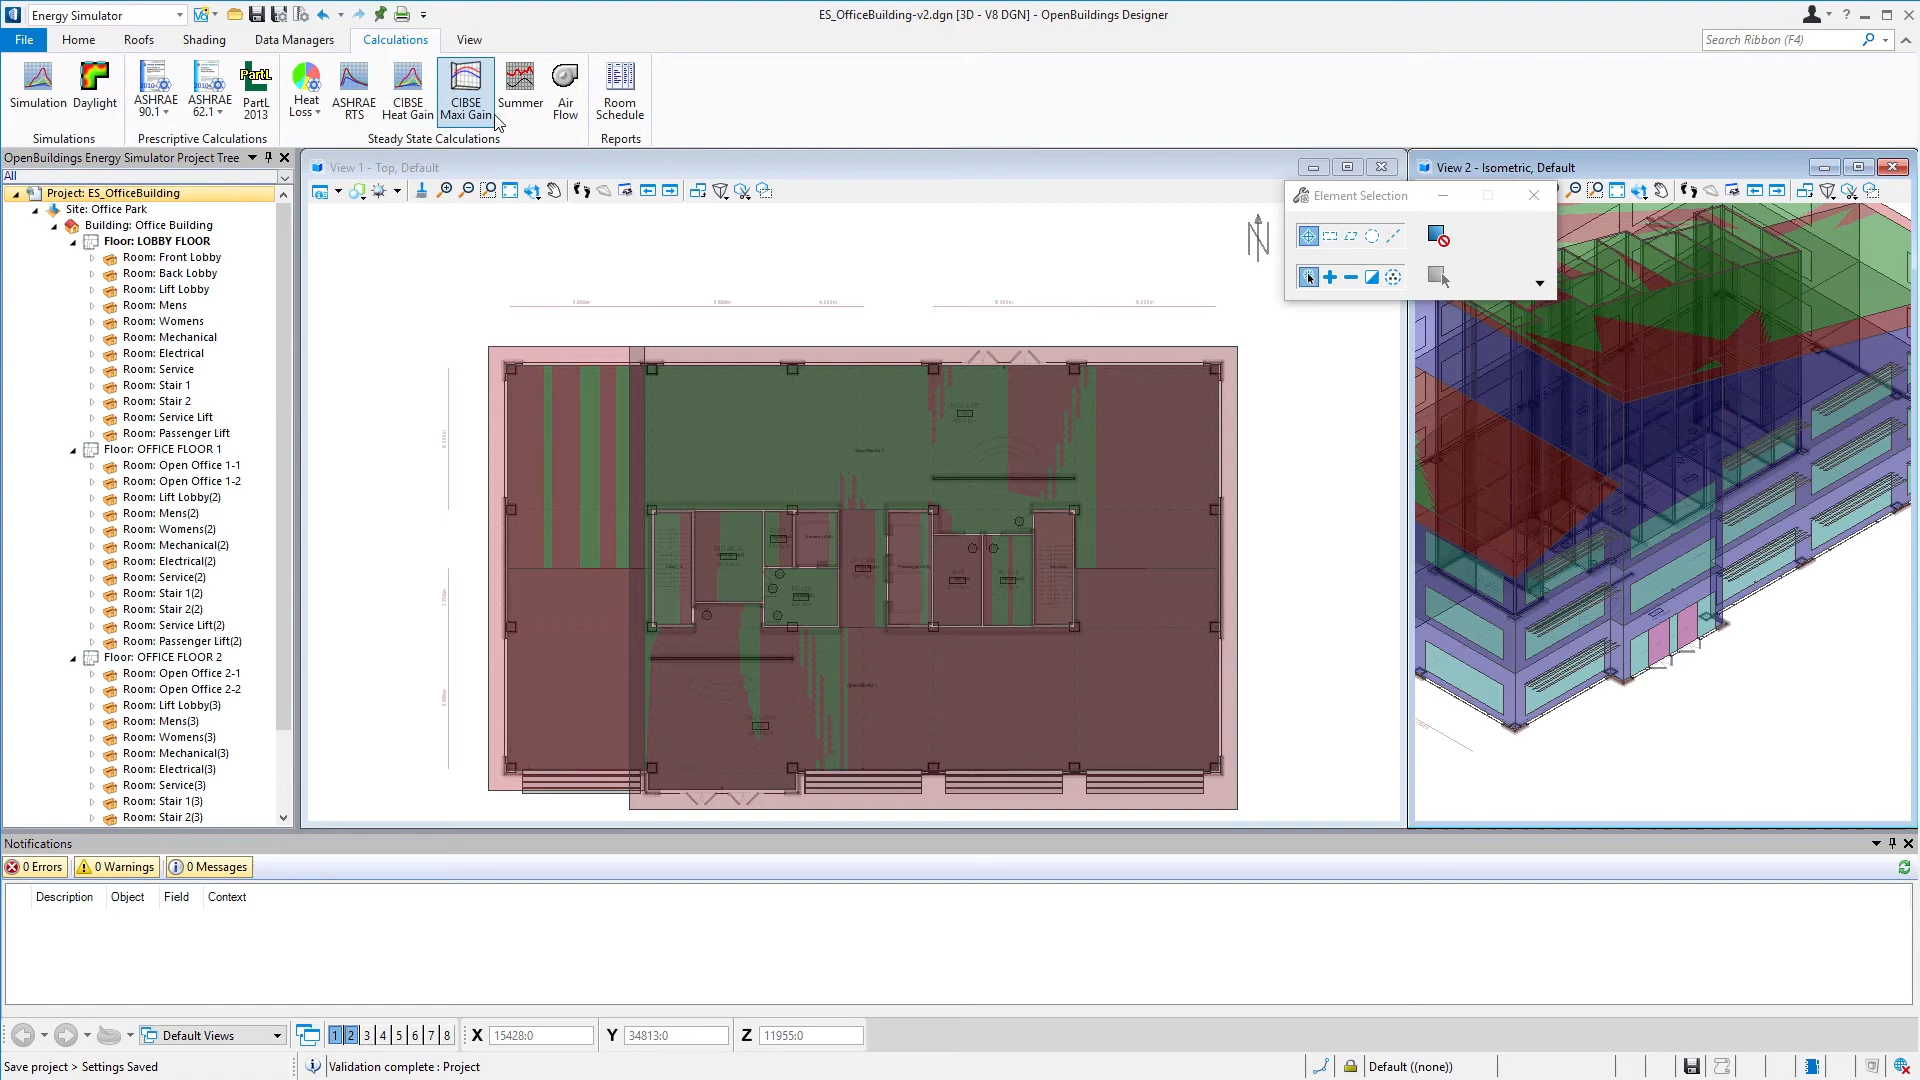 Energy Simulator
ES_OfficeBuilding-v2.dgn [3D - V8 DGN] - OpenBuildings Designer
File
Home
Roofs
Shading
Data Managers
Calculations
View
Search Ribbon (F4)
Simulation
Daylight
Simulations
ASHRAE 90.1
ASHRAE 62.1
PartL
PartL 2013
Prescriptive Calculations
Heat Loss
ASHRAE RTS
CIBSE Heat Gain
CIBSE Maxi Gain
Summer
Air Flow
Steady State Calculations
Room Schedule
Reports
OpenBuildings Energy Simulator Project Tree
All
Project: ES_OfficeBuilding
Site: Office Park
Building: Office Building
Floor: LOBBY FLOOR
Room: Front Lobby
Room: Back Lobby
Room: Lift Lobby
Room: Mens
Room: Womens
Room: Mechanical
Room: Electrical
Room: Service
Room: Stair 1
Room: Stair 2
Room: Service Lift
Room: Passenger Lift
Floor: OFFICE FLOOR 1
Room: Open Office 1-1
Room: Open Office 1-2
Room: Lift Lobby(2)
Room: Mens(2)
Room: Womens(2)
Room: Mechanical(2)
Room: Electrical(2)
Room: Service(2)
Room: Stair 1(2)
Room: Stair 2(2)
Room: Service Lift(2)
Room: Passenger Lift(2)
Floor: OFFICE FLOOR 2
Room: Open Office 2-1
Room: Open Office 2-2
Room: Lift Lobby(3)
Room: Mens(3)
Room: Womens(3)
Room: Mechanical(3)
Room: Electrical(3)
Room: Service(3)
Room: Stair 1(3)
Room: Stair 2(3)
View 1 - Top, Default
N
View 2 - Isometric, Default
Element Selection
Notifications
0 Errors
0 Warnings
0 Messages
Description
Object
Field
Context
Default Views
1 2 3 4 5 6 7 8
X 15428:0
Y 34813:0
Z 11955:0
Save project > Settings Saved
Validation complete : Project
Default ((none))